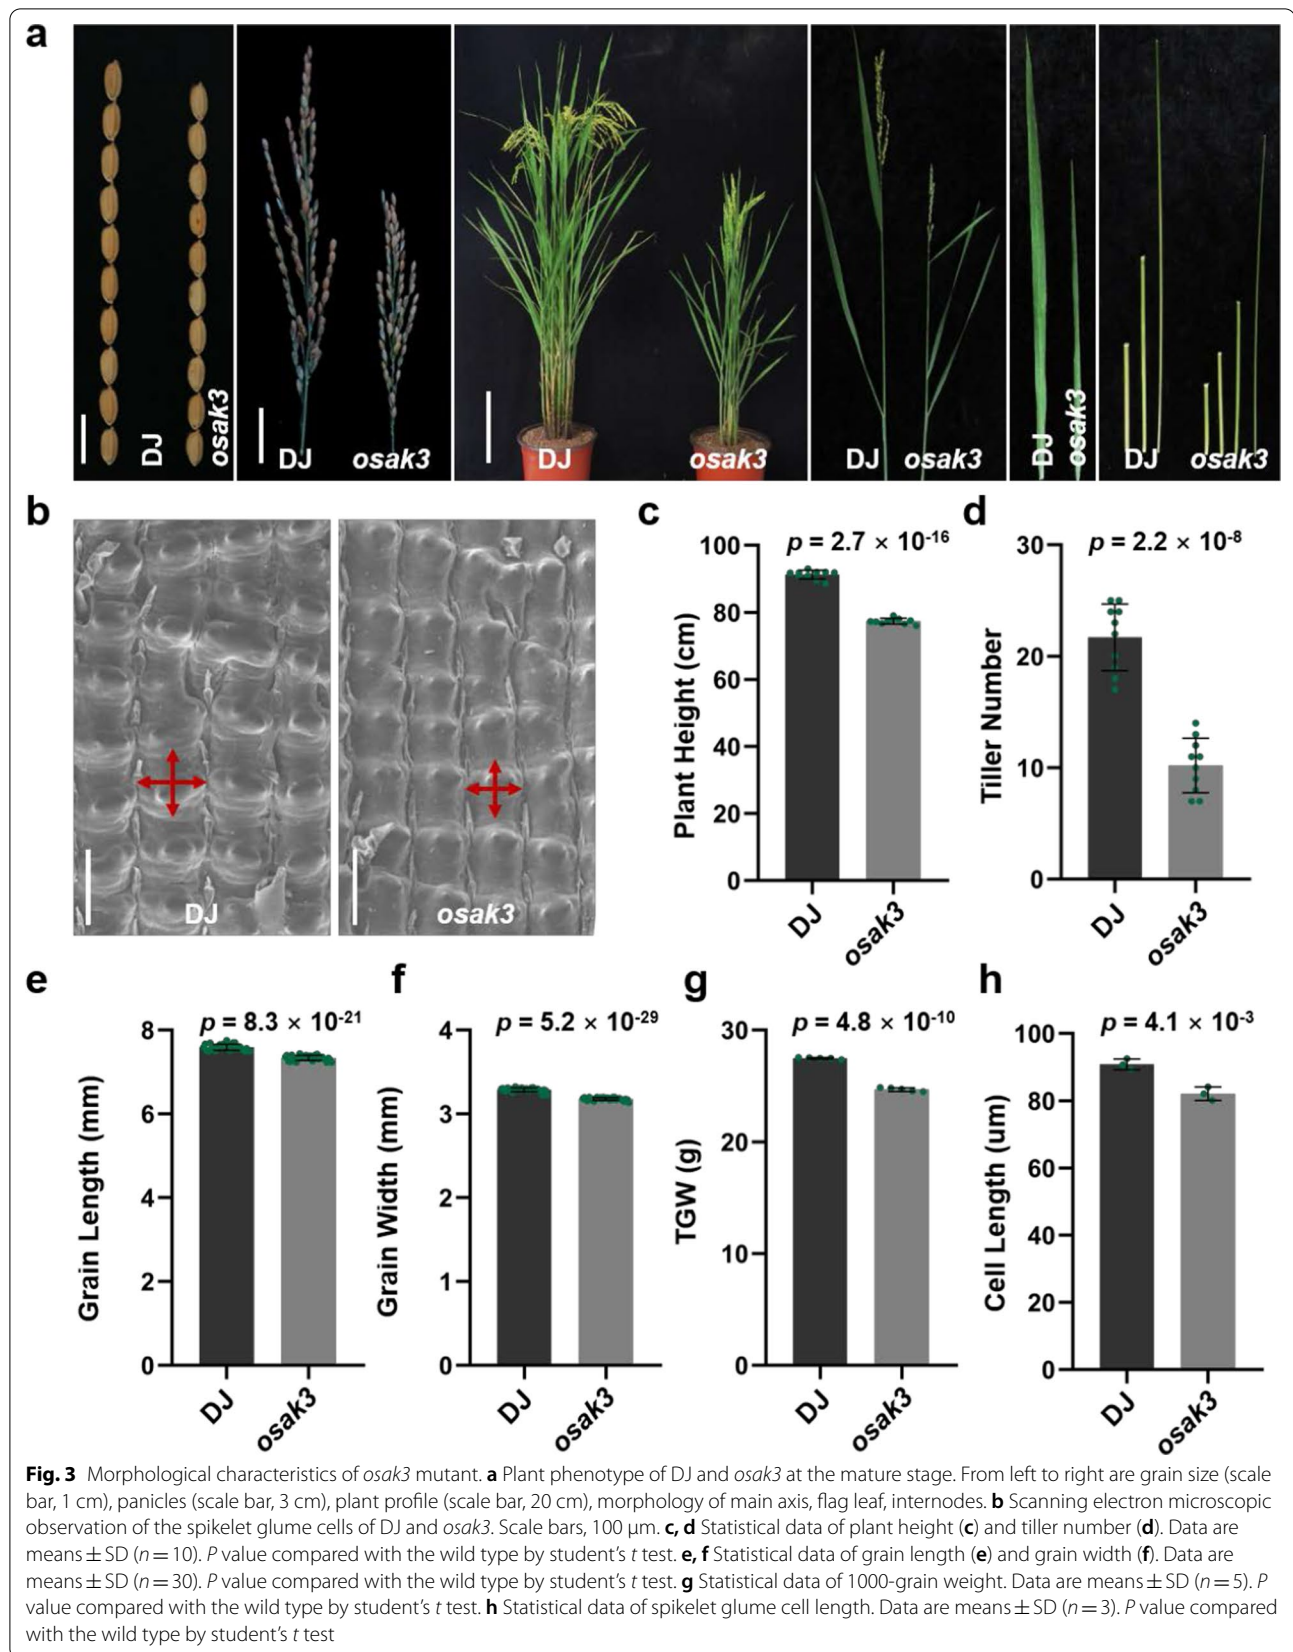 a
DJ
osak3
DJ
osak3
DJ
osak3
DJ
osak3
DJ
osak3
DJ
osak3
b
DJ
osak3
c
p = 2.7 × 10-16
Plant Height (cm)
100
80
60
40
20
0
DJ
osak3
d
p = 2.2 × 10-8
Tiller Number
30
20
10
0
DJ
osak3
e
p = 8.3 × 10-21
Grain Length (mm)
8
6
4
2
0
DJ
osak3
f
p = 5.2 × 10-29
Grain Width (mm)
4
3
2
1
0
DJ
osak3
g
p = 4.8 × 10-10
TGW (g)
30
20
10
0
DJ
osak3
h
p = 4.1 × 10-3
Cell Length (um)
100
80
60
40
20
0
DJ
osak3
Fig. 3 Morphological characteristics of osak3 mutant. a Plant phenotype of DJ and osak3 at the mature stage. From left to right are grain size (scale
bar, 1 cm), panicles (scale bar, 3 cm), plant profile (scale bar, 20 cm), morphology of main axis, flag leaf, internodes. b Scanning electron microscopic
observation of the spikelet glume cells of DJ and osak3. Scale bars, 100 μm. c, d Statistical data of plant height (c) and tiller number (d). Data are
means ± SD (n = 10). P value compared with the wild type by student's t test. e, f Statistical data of grain length (e) and grain width (f). Data are
means ± SD (n = 30). P value compared with the wild type by student's t test. g Statistical data of 1000-grain weight. Data are means ± SD (n = 5). P
value compared with the wild type by student's t test. h Statistical data of spikelet glume cell length. Data are means ± SD (n = 3). P value compared
with the wild type by student's t test